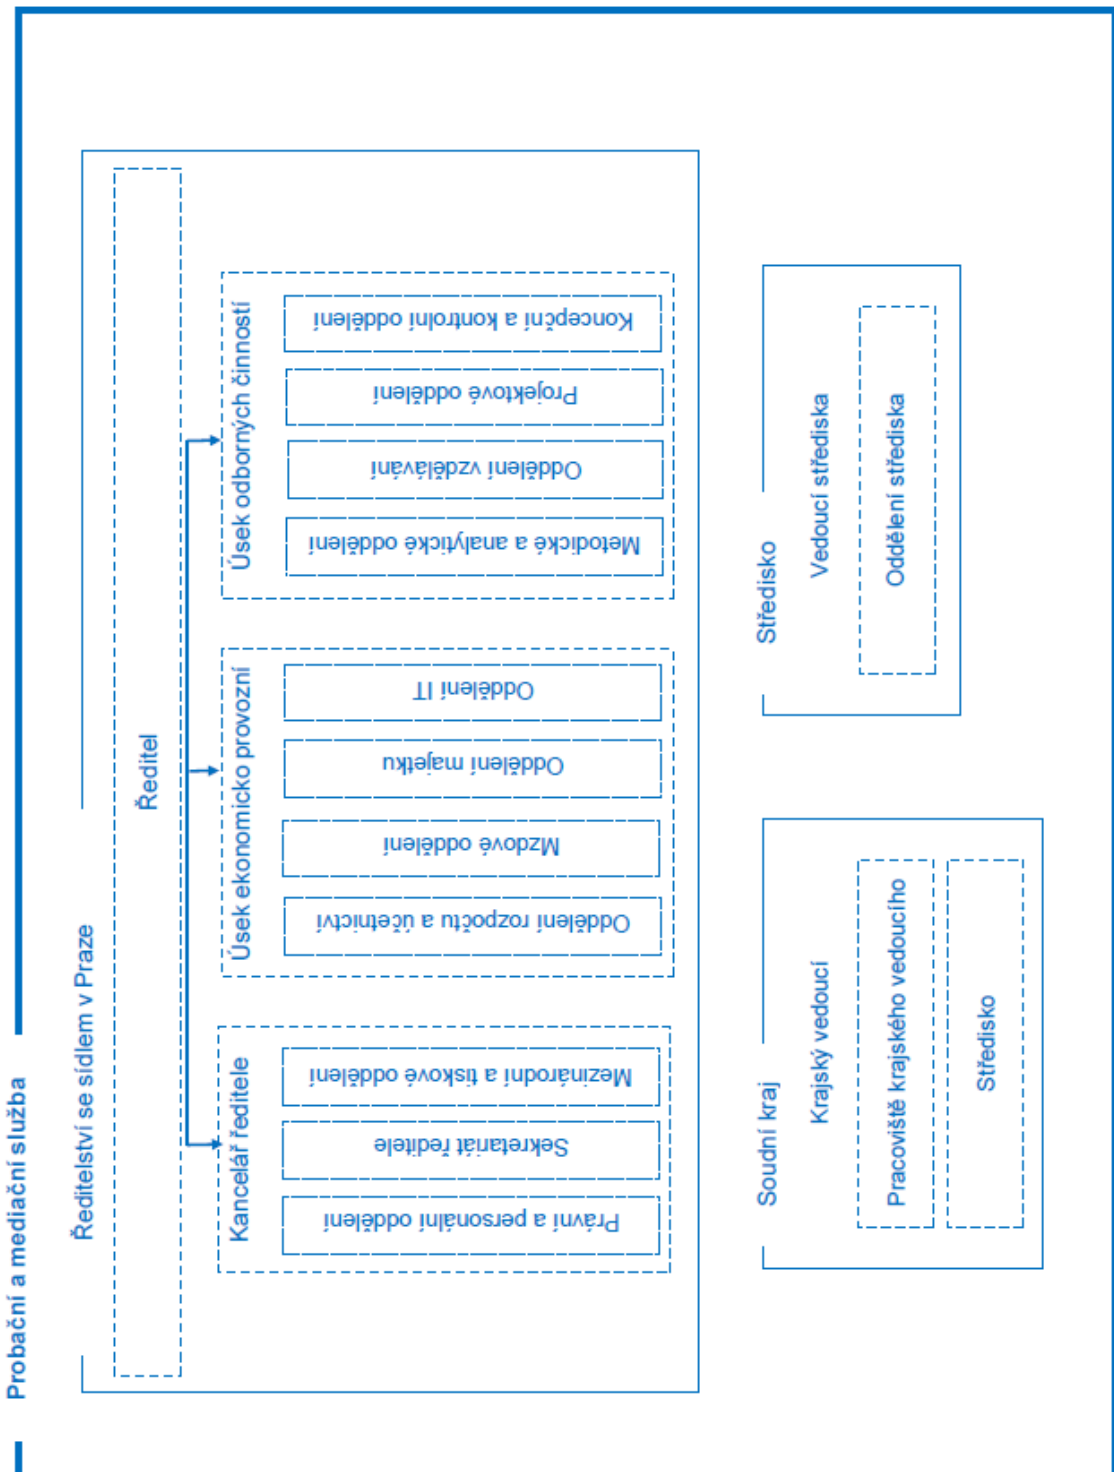 Probační a mediační služba
Ředitelství se sídlem v Praze
Ředitel
Kancelář ředitele
Právní a personální oddělení
Sekretariát ředitele
Mezinárodní a tiskové oddělení
Úsek ekonomicko provozní
Oddělení rozpočtu a účetnictví
Mzdové oddělení
Oddělení majetku
Oddělení IT
Úsek odborných činností
Metodické a analytické oddělení
Oddělení vzdělávání
Projektové oddělení
Koncepční a kontrolní oddělení
Soudní kraj
Krajský vedoucí
Pracoviště krajského vedoucího
Středisko
Středisko
Vedoucí střediska
Oddělení střediska